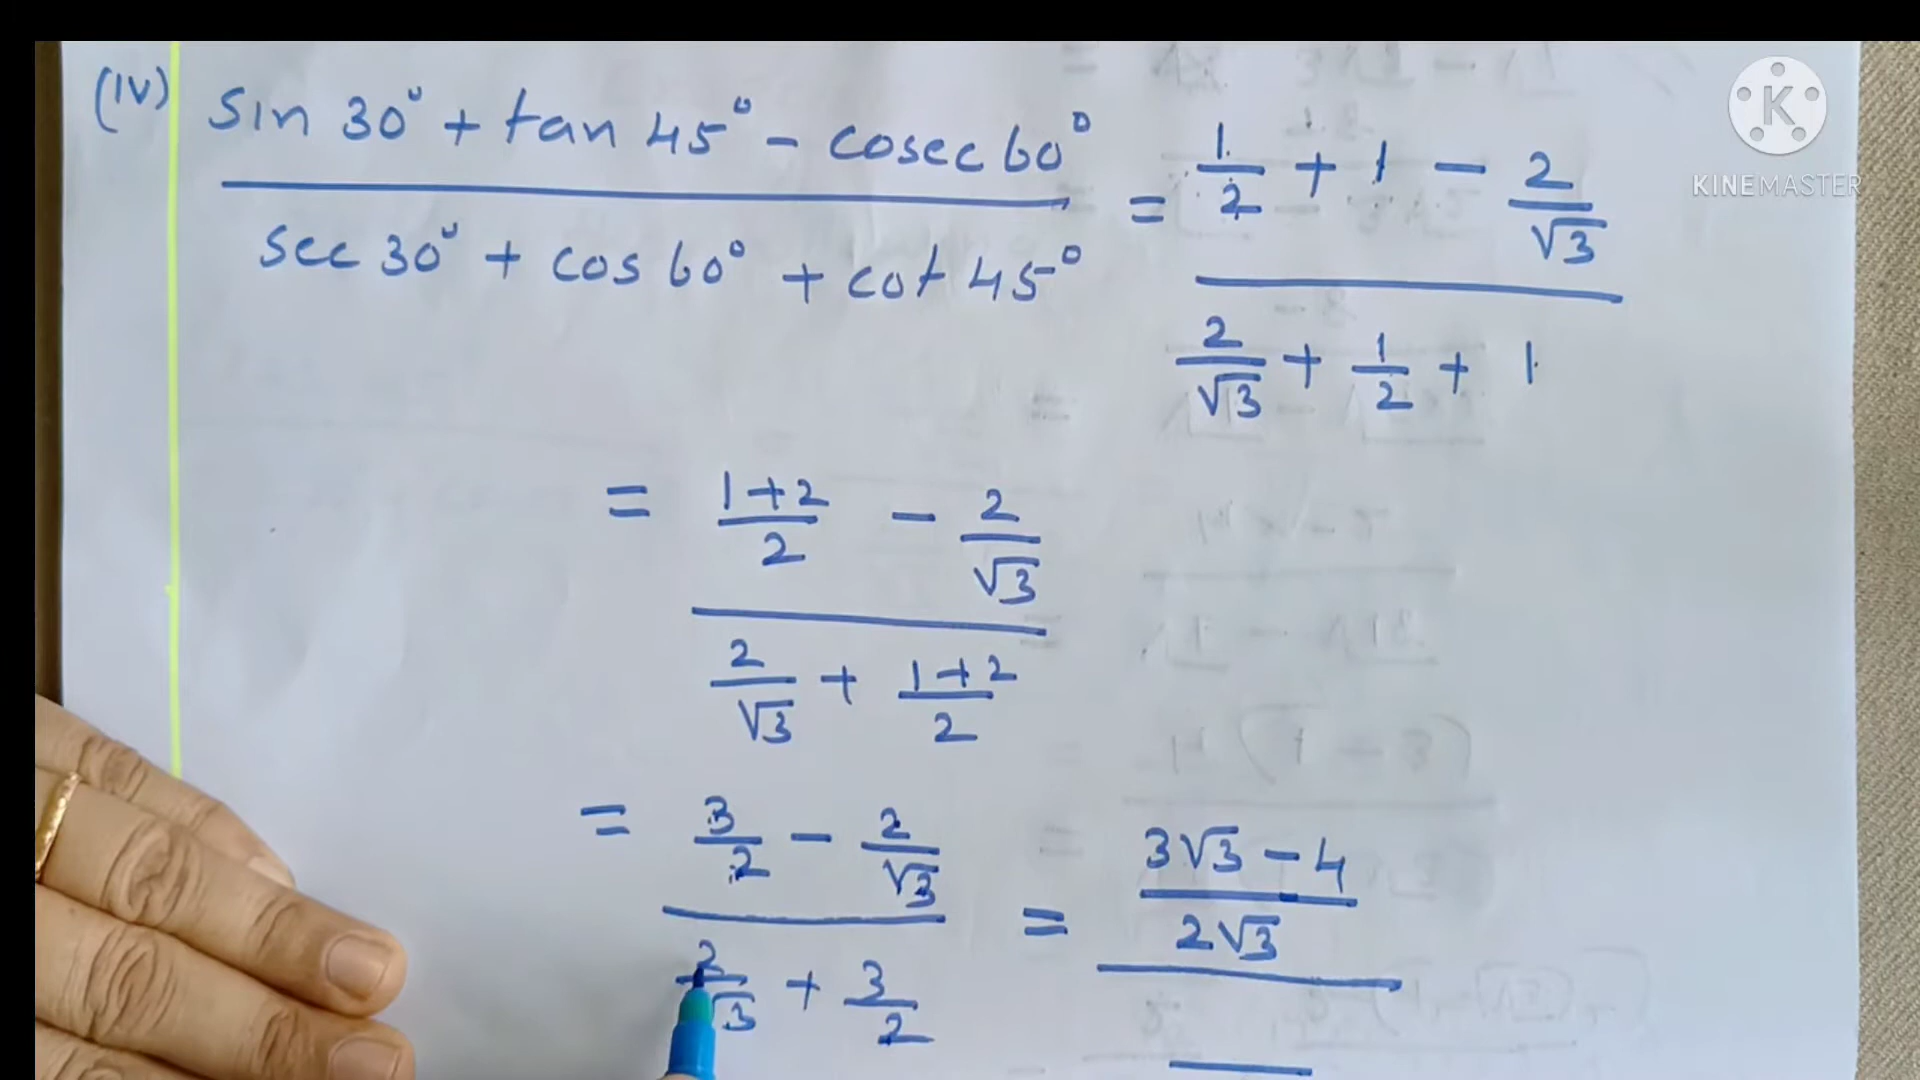 (iv) sin 30° + tan 45° - cosec 60° = 1/2 + 1 - 2/√3
sec 30° + cos 60° + cot 45° 2/√3 + 1/2 + 1
KINEMASTER
= 1+2/2 - 2/√3
2/√3 + 1+2/2
= 3/2 - 2/√3 = 3√3 - 4/2√3
2/√3 + 3/2